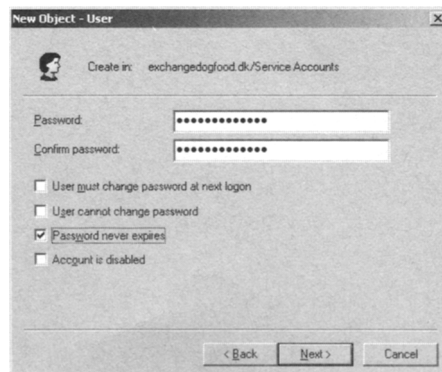 New Object - User
Create in: exchangedogfood.dk/Service Accounts
Password:
Confirm password:
User must change password at next logon
User cannot change password
Password never expires
Account is disabled
< Back Next > Cancel